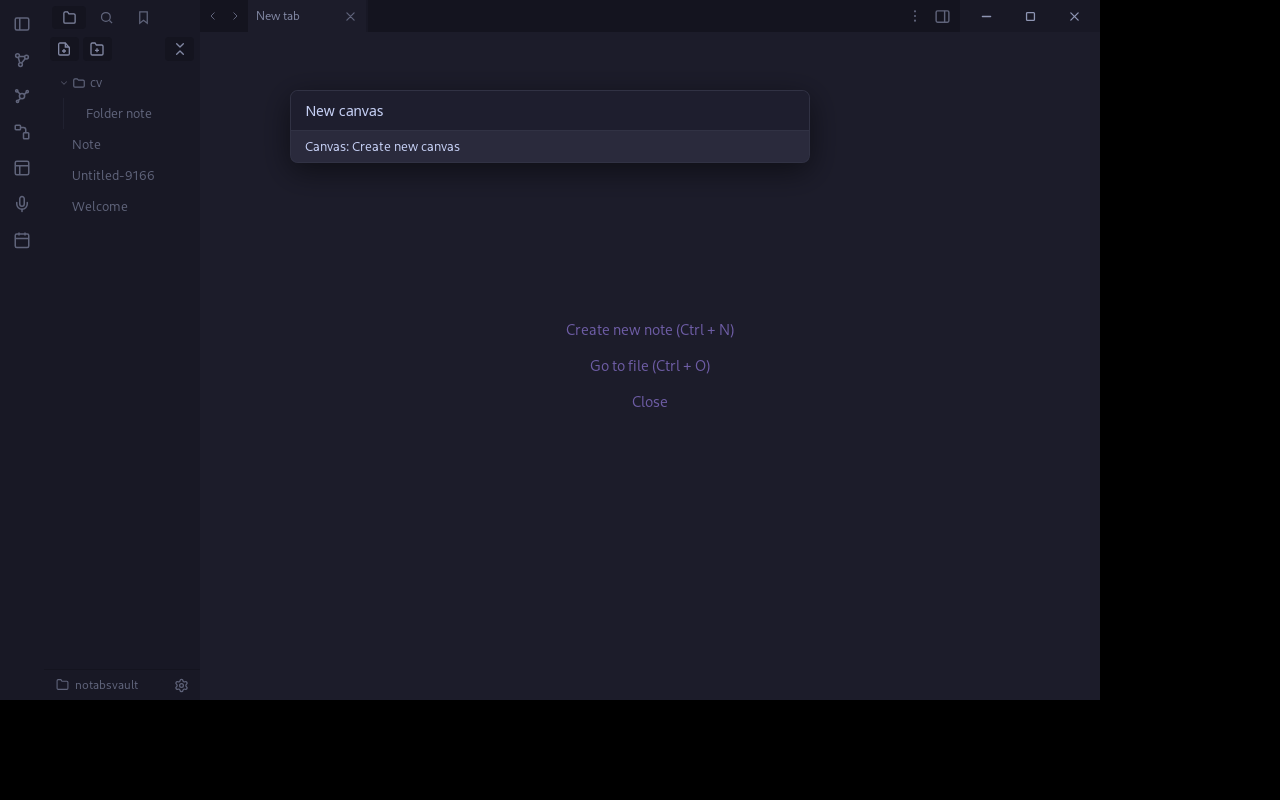 New tab
New canvas
Canvas: Create new canvas
cv
Folder note
Note
Untitled-9166
Welcome
Create new note (Ctrl + N)
Go to file (Ctrl + O)
Close
notabsvault